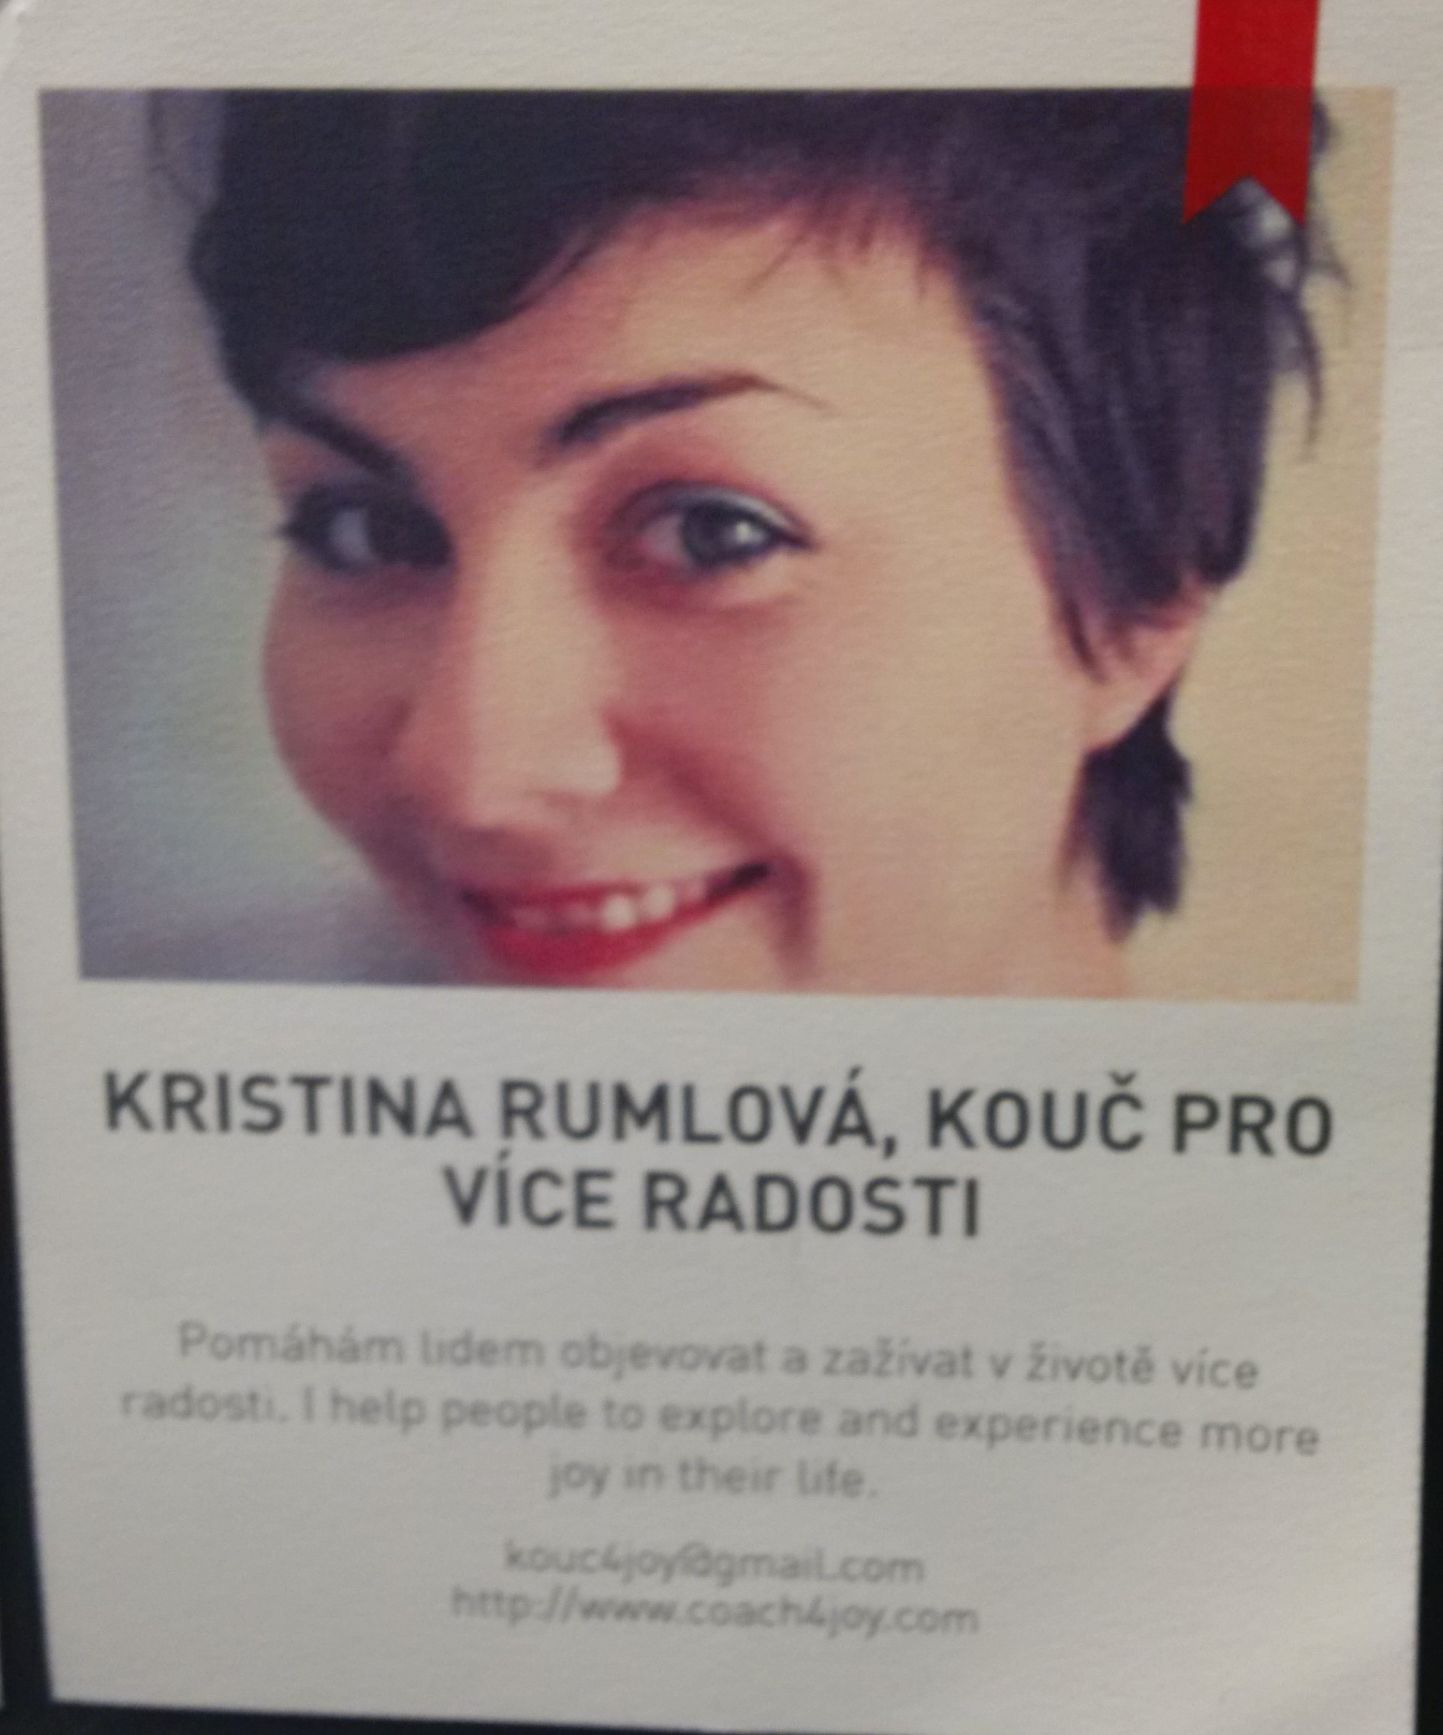 KRISTINA RUMLOVÁ, KOUČ PRO
VÍCE RADOSTI
Pomáhám lidem objevovat a zažívat v životě více
radosti. I help people to explore and experience more
joy in their life.
kouc4joy@gmail.com
http://www.coach4joy.com